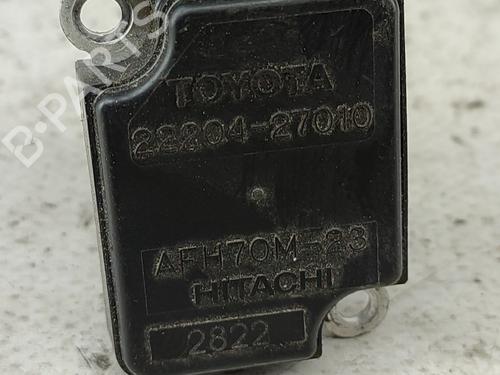 B-PARTS
TOYOTA
22204-27010
AFH70M-23
HITACHI
2822